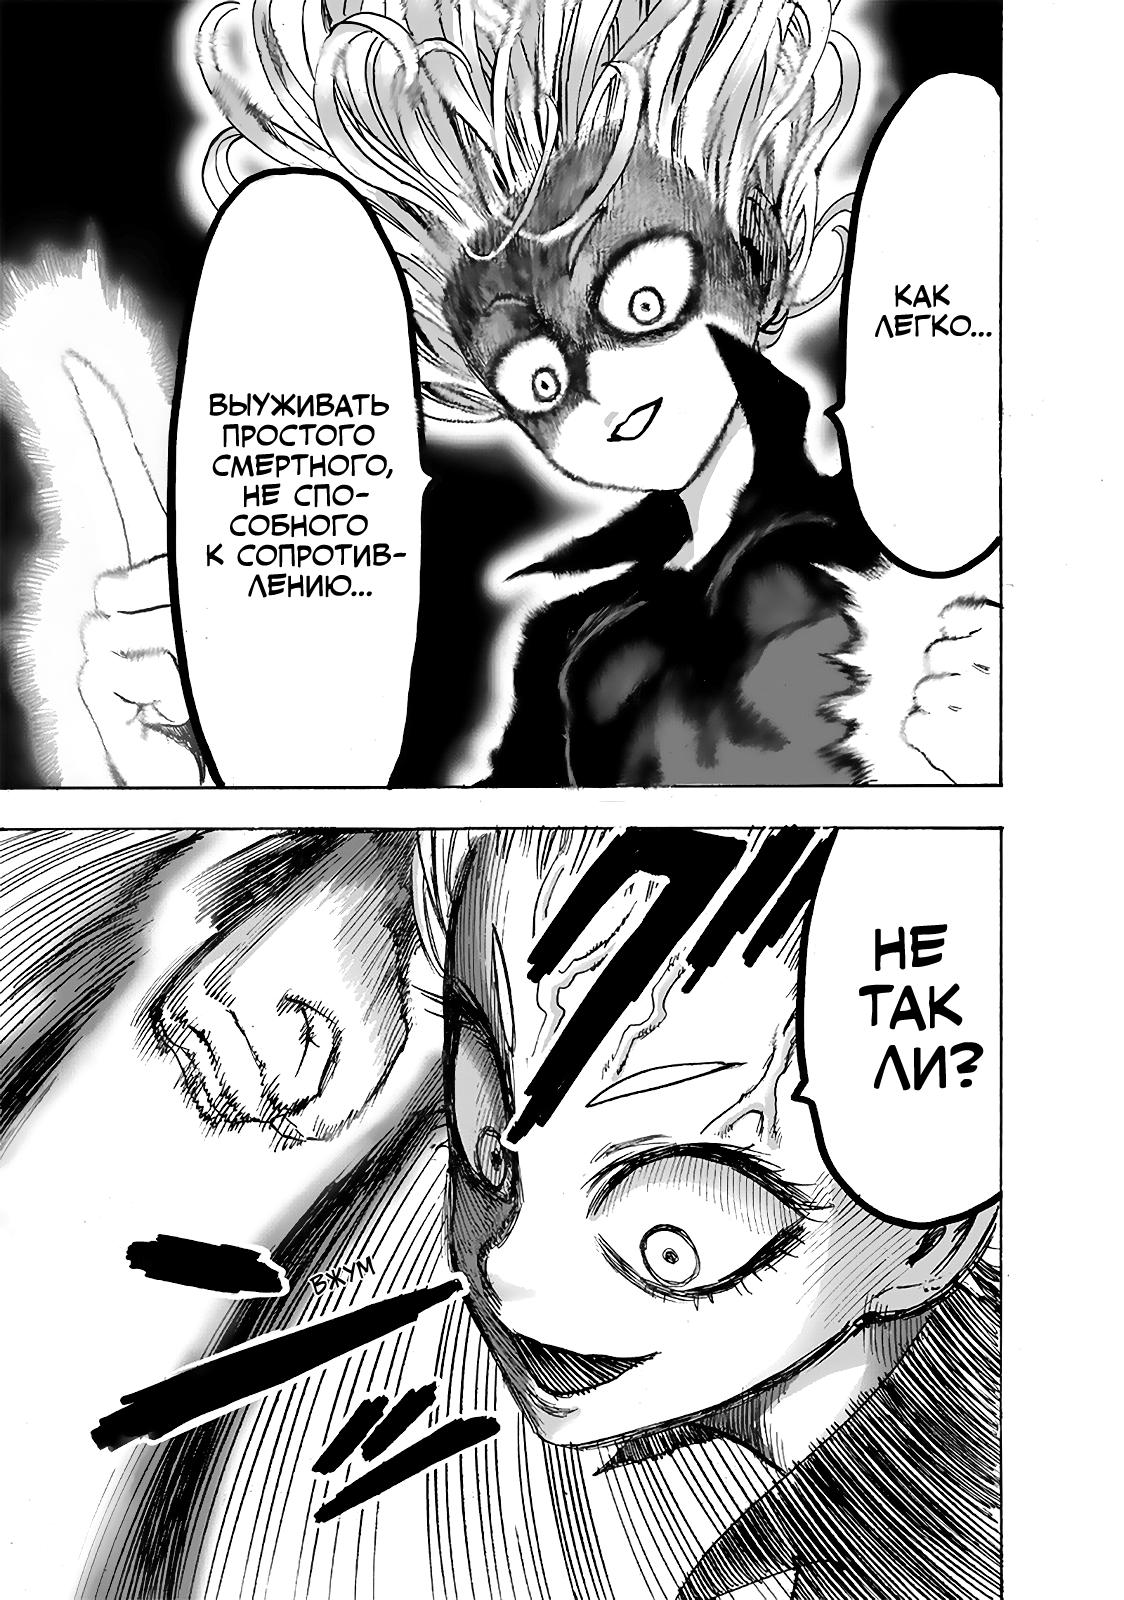 КАК
ЛЕГКО...
ВЫУЖИВАТЬ
ПРОСТОГО
СМЕРТНОГО,
НЕ СПО-
СОБНОГО
К СОПРОТИВ-
ЛЕНИЮ...
НЕ
ТАК
ЛИ?
ВЖУМ